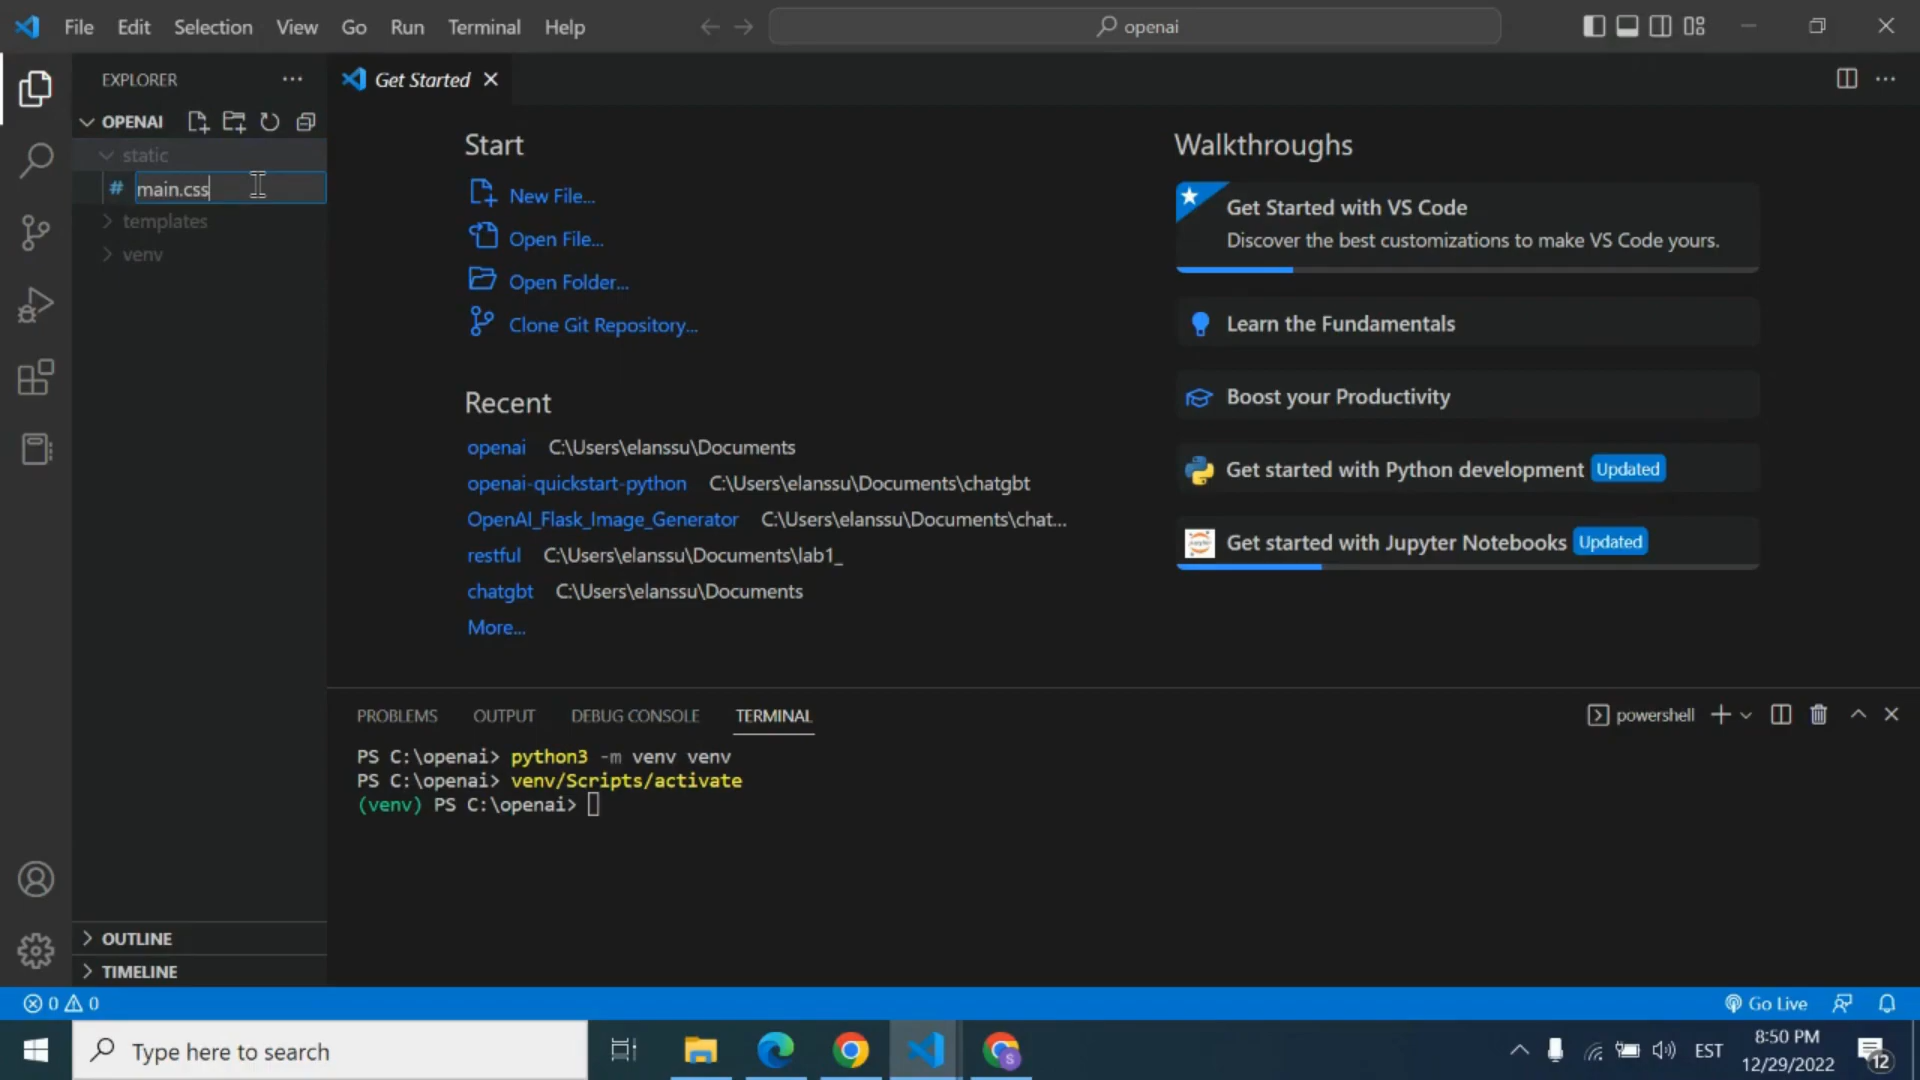 File Edit Selection View Go Run Terminal Help
openai
EXPLORER
Get Started
OPENAI
static
# main.css
templates
venv
Start
New File...
Open File...
Open Folder...
Clone Git Repository...
Recent
openai C:\Users\elanssu\Documents
openai-quickstart-python C:\Users\elanssu\Documents\chatgbt
OpenAI_Flask_Image_Generator C:\Users\elanssu\Documents\chat...
restful C:\Users\elanssu\Documents\lab1_
chatgbt C:\Users\elanssu\Documents
More...
Walkthroughs
Get Started with VS Code
Discover the best customizations to make VS Code yours.
Learn the Fundamentals
Boost your Productivity
Get started with Python development Updated
Get started with Jupyter Notebooks Updated
PROBLEMS OUTPUT DEBUG CONSOLE TERMINAL
powershell
PS C:\openai> python3 -m venv venv
PS C:\openai> venv/Scripts/activate
(venv) PS C:\openai>
OUTLINE
TIMELINE
0 0
Go Live
Type here to search
S
EST
8:50 PM
12/29/2022
12